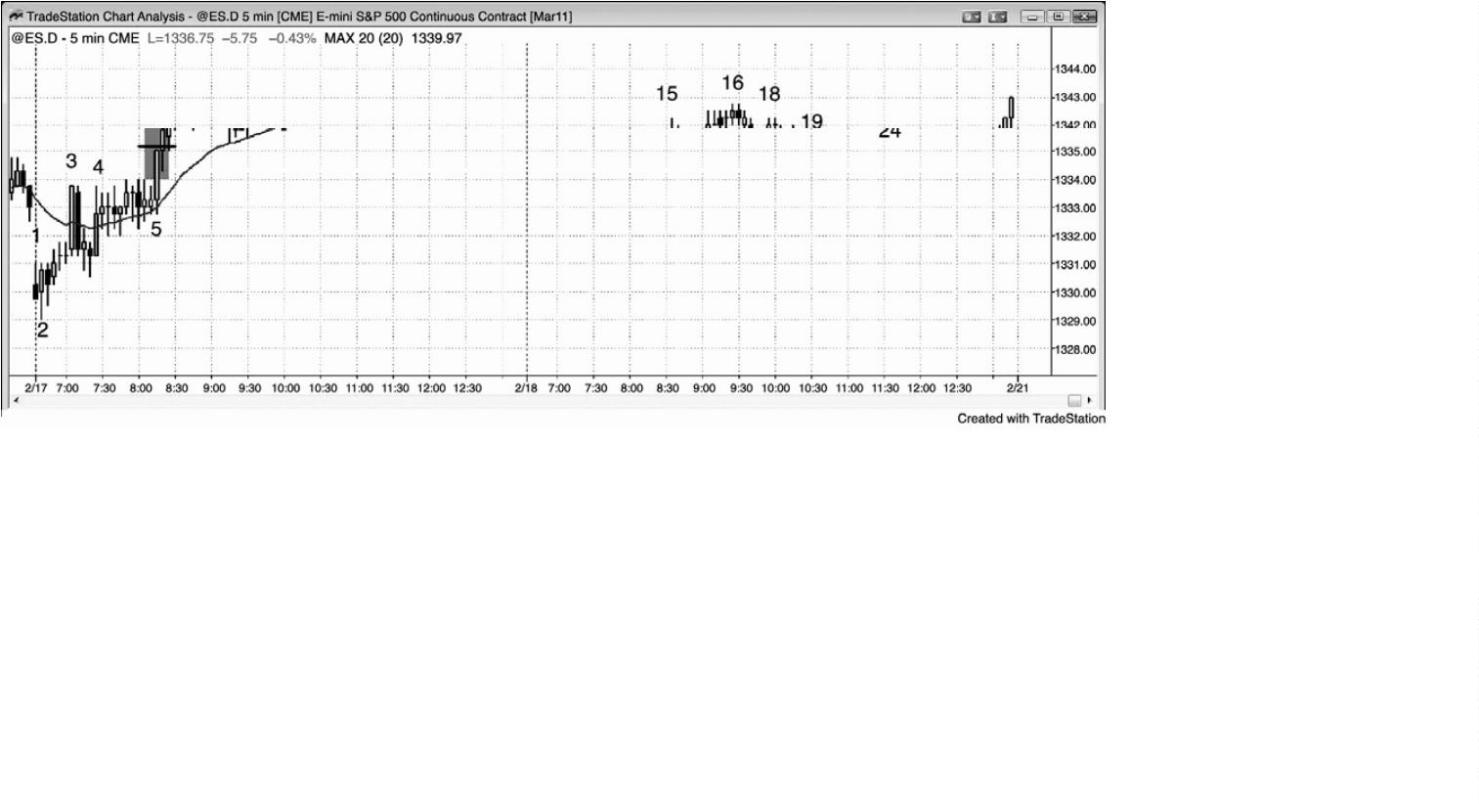 TradeStation Chart Analysis - @ES.D 5 min [CME] E-mini S&P 500 Continuous Contract [Mar11]
@ES.D - 5 min CME L=1336.75 −5.75 −0.43% MAX 20 (20) 1339.97
1344.00
15 16 18 1343.00
19 24 1342.00
3 4 1335.00
1334.00
5 1333.00
1 1332.00
1331.00
1330.00
2 1329.00
1328.00
2/17 7:00 7:30 8:00 8:30 9:00 9:30 10:00 10:30 11:00 11:30 12:00 12:30 2/18 7:00 7:30 8:00 8:30 9:00 9:30 10:00 10:30 11:00 11:30 12:00 12:30 2/21
Created with TradeStation